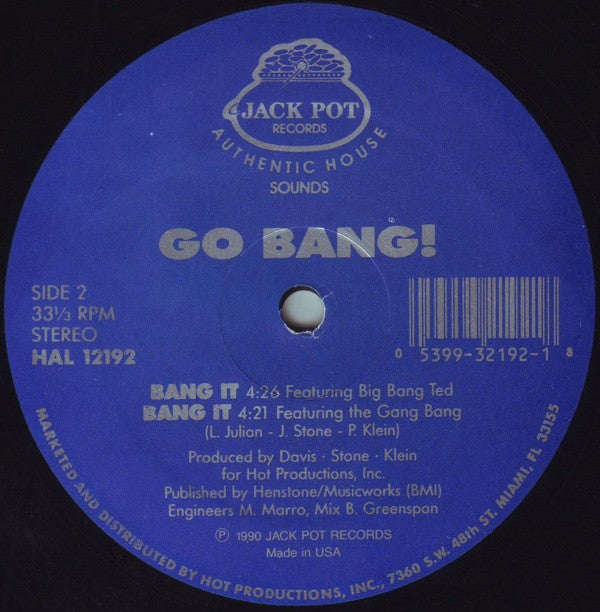 JACK POT
RECORDS
AUTHENTIC HOUSE
SOUNDS
GO BANG!
SIDE 2
33⅓ RPM
STEREO
HAL 12192
0 5399-32192-1 8
BANG IT 4:26 Featuring Big Bang Ted
BANG IT 4:21 Featuring the Gang Bang
(L. Julian - J. Stone - P. Klein)
Produced by Davis · Stone · Klein
for Hot Productions, Inc.
Published by Henstone/Musicworks (BMI)
Engineers M. Marro, Mix B. Greenspan
℗ 1990 JACK POT RECORDS
Made in USA
MARKETED AND DISTRIBUTED BY HOT PRODUCTIONS, INC., 7360 S.W. 48th ST. MIAMI, FL 33155